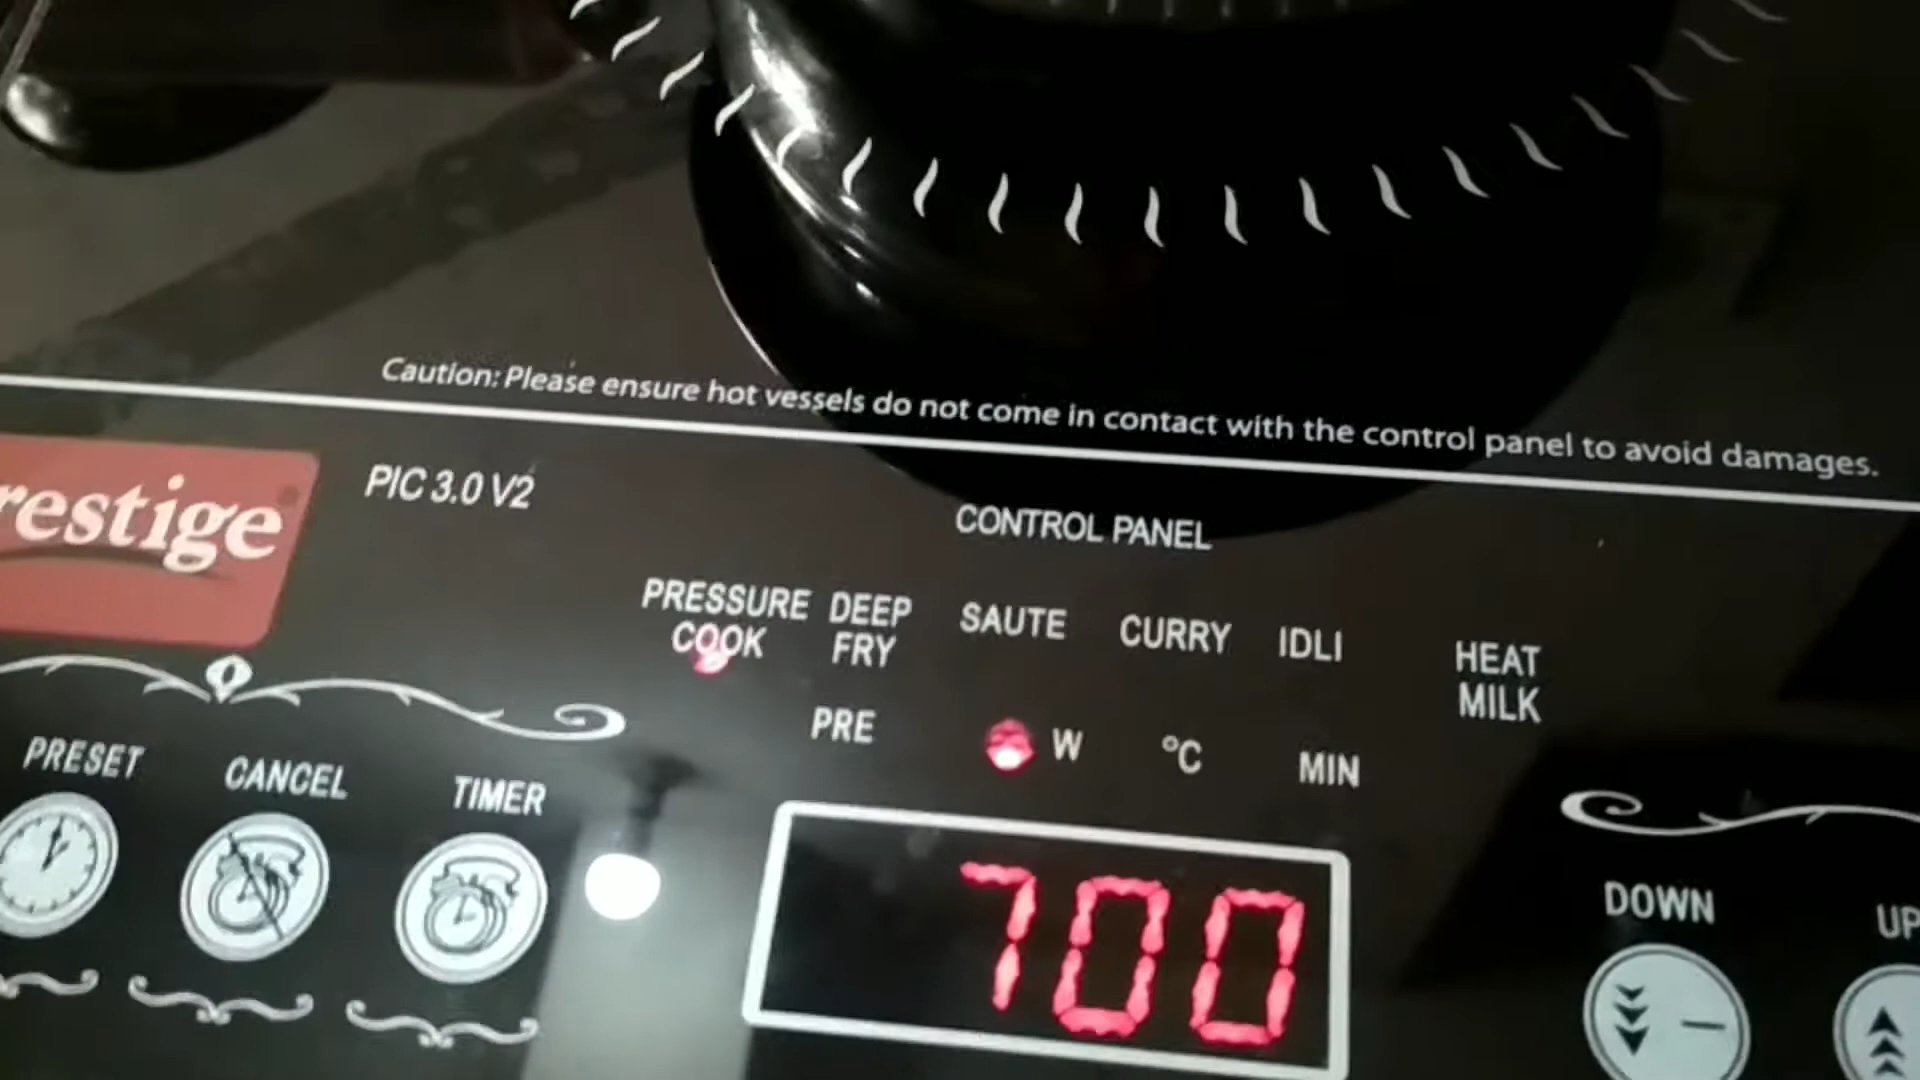 Caution: Please ensure hot vessels do not come in contact with the control panel to avoid damages.
restige
PIC 3.0 V2
CONTROL PANEL
PRESSURE COOK
DEEP FRY
SAUTE
CURRY
IDLI
HEAT MILK
PRE
W
°C
MIN
PRESET
CANCEL
TIMER
700
DOWN
UP